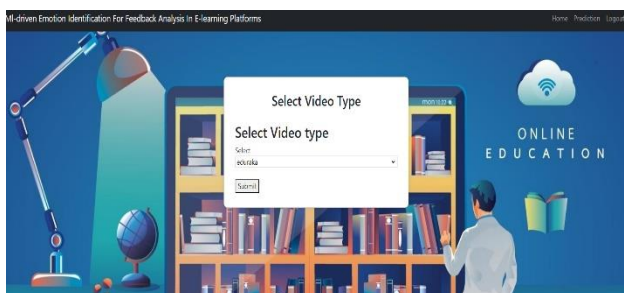 Ml-driven Emotion Identification For Feedback Analysis In E-learning Platforms
Home Prediction Logout
Select Video Type
Select Video type
Select
eduraka
Submit
ONLINE
EDUCATION